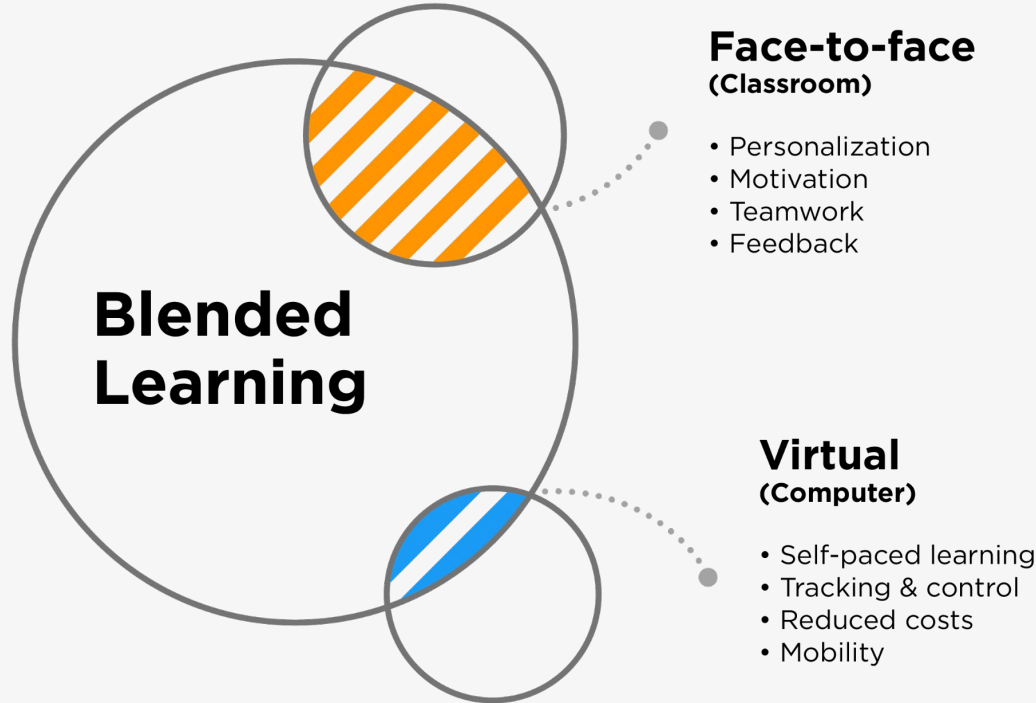 Blended
Learning
Face-to-face
(Classroom)
• Personalization
• Motivation
• Teamwork
• Feedback
Virtual
(Computer)
• Self-paced learning
• Tracking & control
• Reduced costs
• Mobility